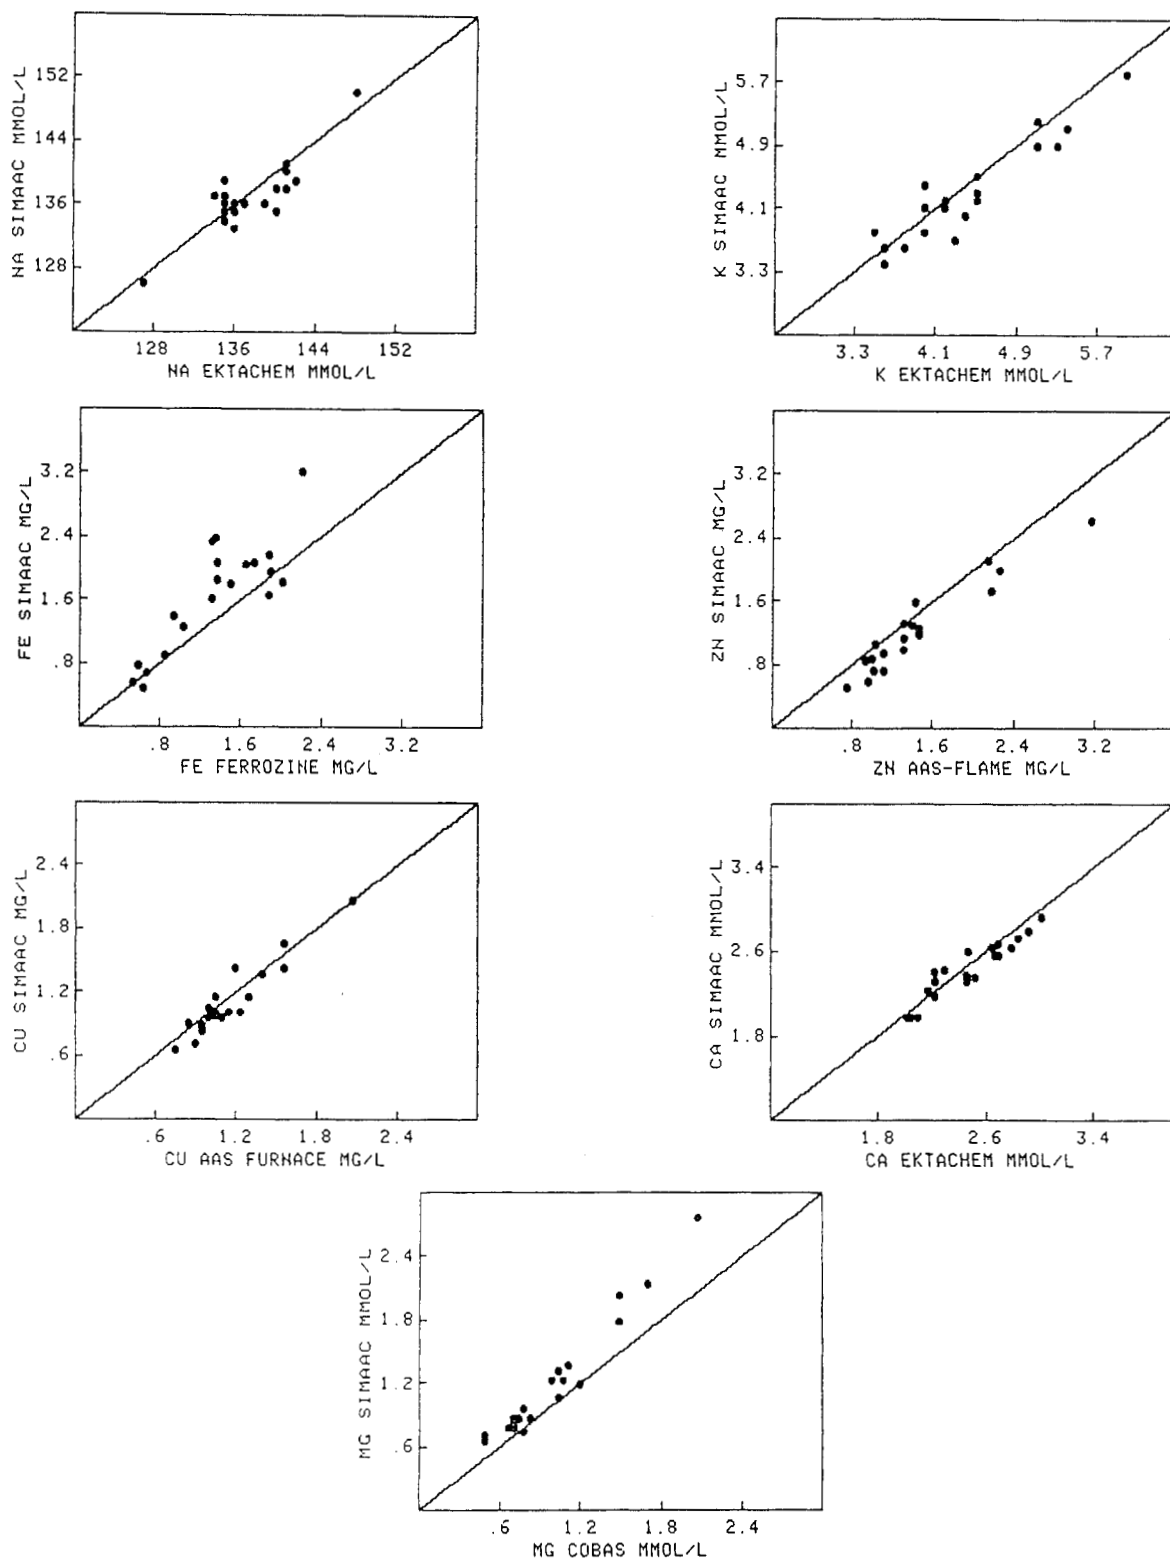 NA SIMAAC MMOL/L
152
144
136
128
128 136 144 152
NA EKTACHEM MMOL/L
K SIMAAC MMOL/L
5.7
4.9
4.1
3.3
3.3 4.1 4.9 5.7
K EKTACHEM MMOL/L
FE SIMAAC MG/L
3.2
2.4
1.6
.8
.8 1.6 2.4 3.2
FE FERROZINE MG/L
ZN SIMAAC MG/L
3.2
2.4
1.6
.8
.8 1.6 2.4 3.2
ZN AAS-FLAME MG/L
CU SIMAAC MG/L
2.4
1.8
1.2
.6
.6 1.2 1.8 2.4
CU AAS FURNACE MG/L
CA SIMAAC MMOL/L
3.4
2.6
1.8
1.8 2.6 3.4
CA EKTACHEM MMOL/L
MG SIMAAC MMOL/L
2.4
1.8
1.2
.6
.6 1.2 1.8 2.4
MG COBAS MMOL/L